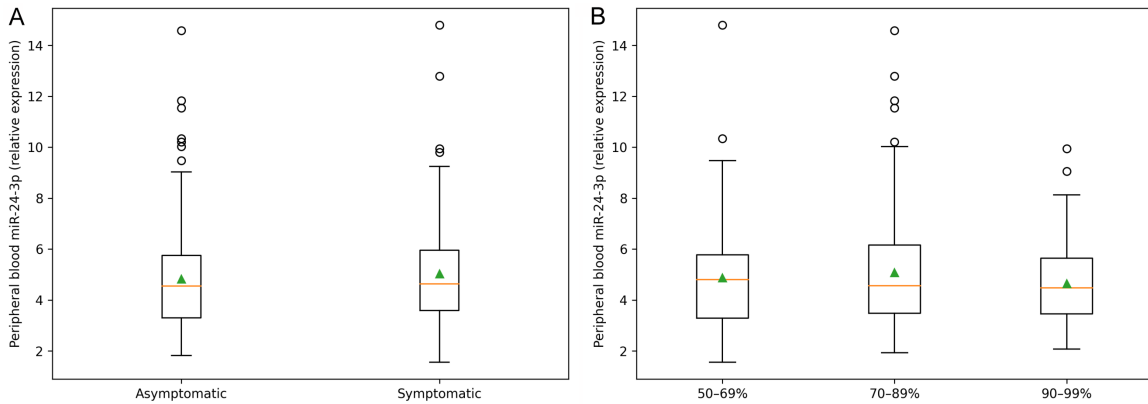 A
Peripheral blood miR-24-3p (relative expression)
14
12
10
8
6
4
2
Asymptomatic
Symptomatic
B
Peripheral blood miR-24-3p (relative expression)
14
12
10
8
6
4
2
50–69%
70–89%
90–99%